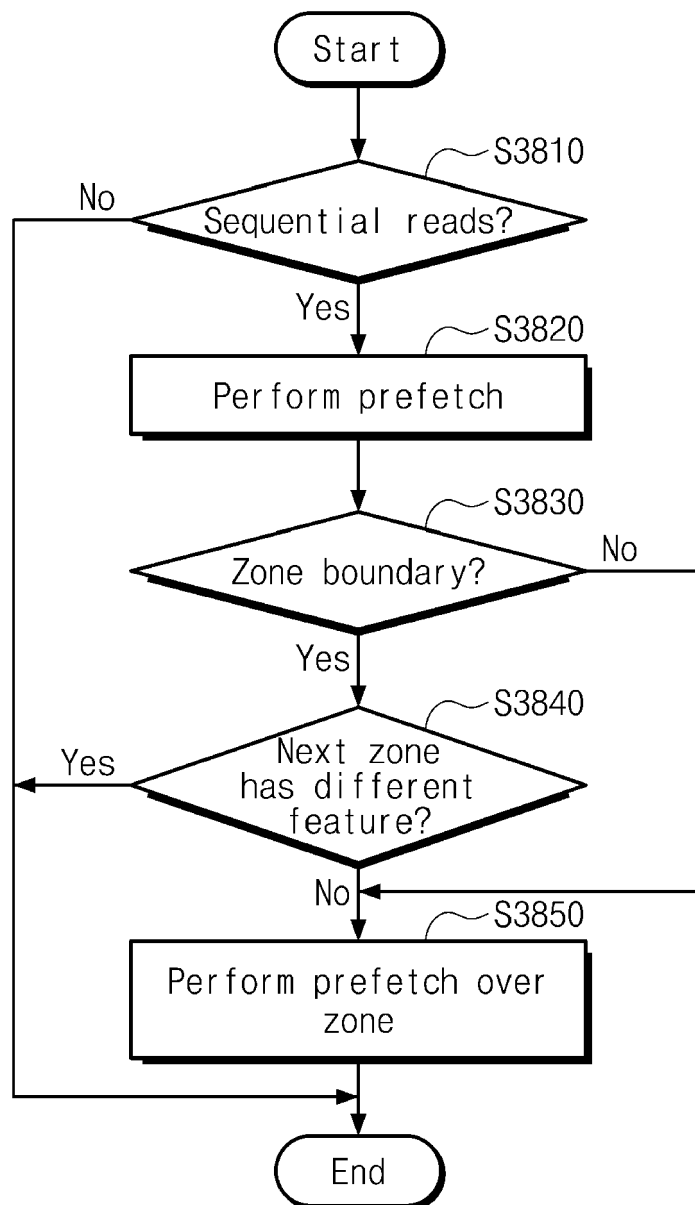 Start
S3810
No
Sequential reads?
Yes
S3820
Perform prefetch
S3830
No
Zone boundary?
Yes
S3840
Yes
Next zone
has different
feature?
No
S3850
Perform prefetch over
zone
End